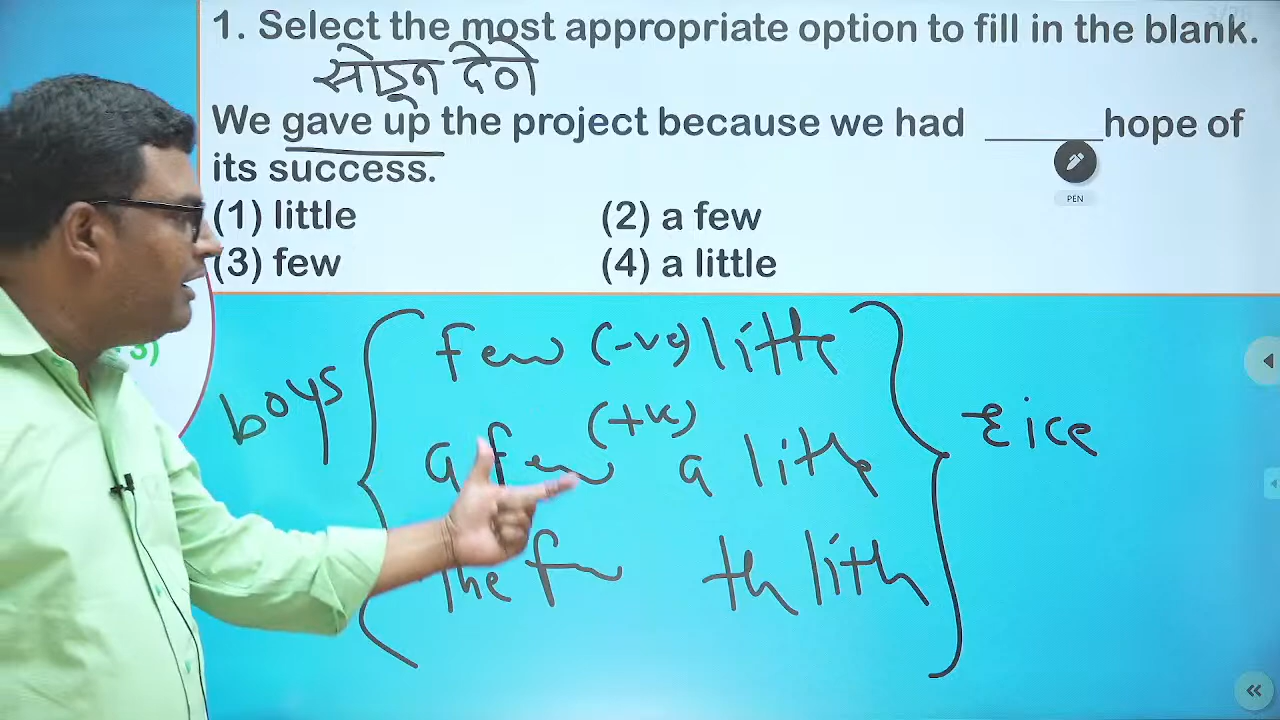 1. Select the most appropriate option to fill in the blank.
सोडून देणे
We gave up the project because we had ______hope of
its success.
(1) little (2) a few
(3) few (4) a little
PEN
few (-ve) little
boys
a few (+ve) a little
Rice
the few the little